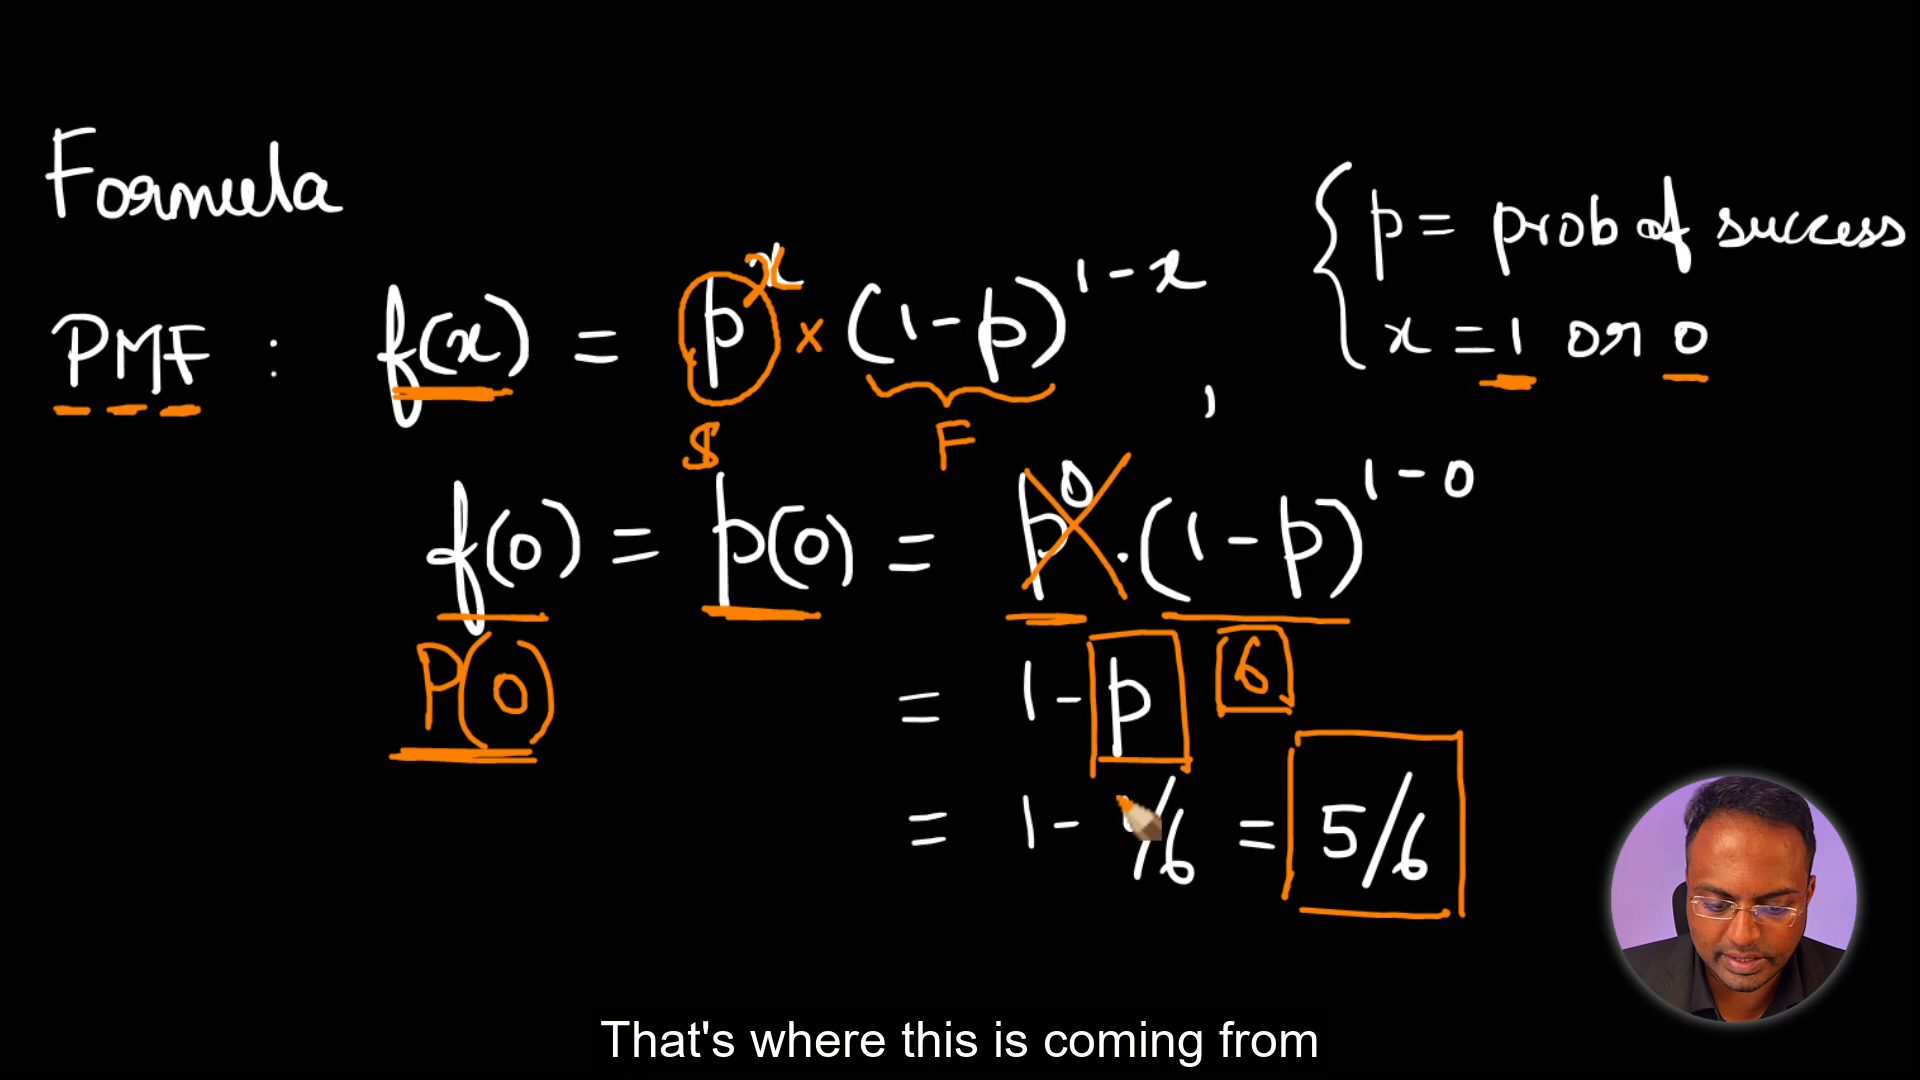 Formula
PMF : f(x) = p^x × (1-p)^{1-x} , { p = prob of success
x = 1 or 0
S F
f(0) = p(0) = p^0 . (1-p)^{1-0}
P(0) = 1 - p 6
= 1 - 1/6 = 5/6
That's where this is coming from